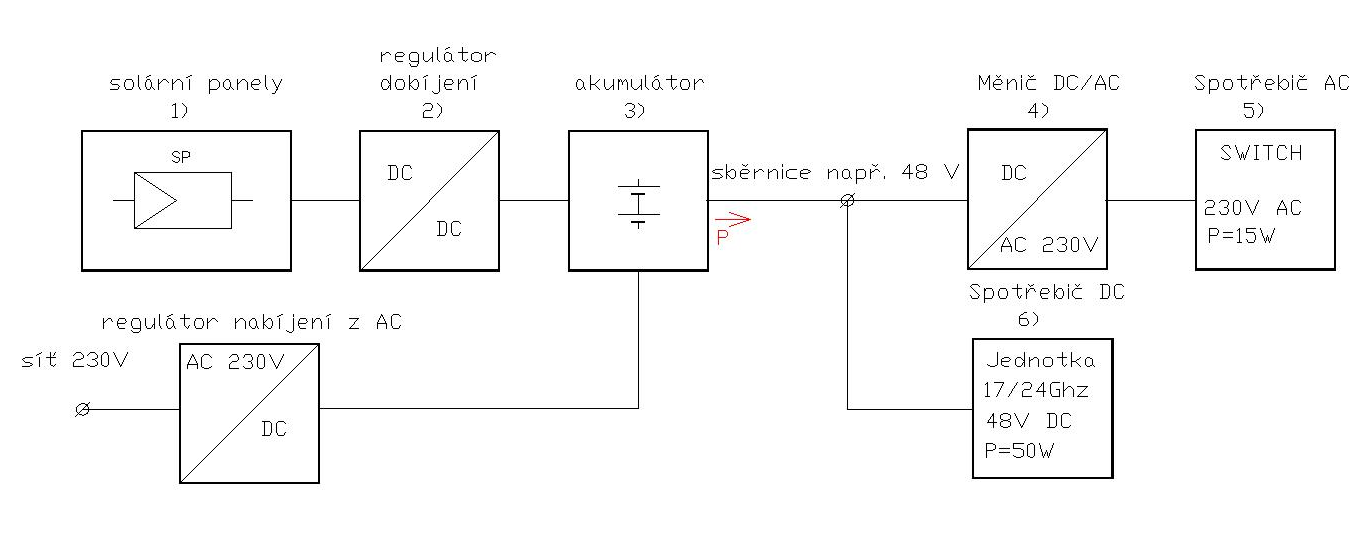 regulátor
solární panely
dobíjení
akumulátor
Měnič DC/AC
Spotřebič AC
1)
2)
3)
4)
5)
SP
DC
DC
sběrnice např. 48 V
P
DC
AC 230V
SWITCH
230V AC
P=15W
regulátor nabíjení z AC
síť 230V
AC 230V
DC
Spotřebič DC
6)
Jednotka
17/24Ghz
48V DC
P=50W